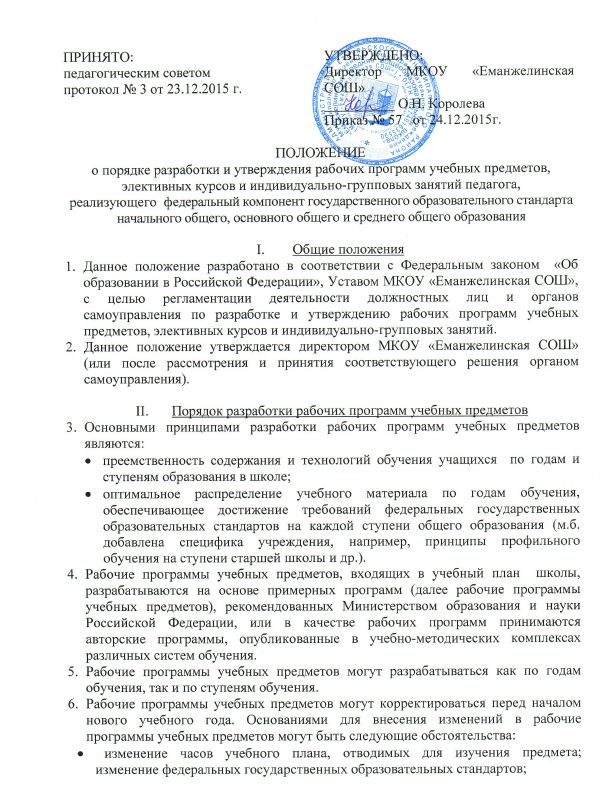 ПРИНЯТО:
педагогическим советом
протокол № 3 от 23.12.2015 г.
УТВЕРЖДЕНО:
Директор МКОУ «Еманжелинская
СОШ»
О.Н. Королева
Приказ № 57 от 24.12.2015г.
ПОЛОЖЕНИЕ
о порядке разработки и утверждения рабочих программ учебных предметов,
элективных курсов и индивидуально-групповых занятий педагога,
реализующего федеральный компонент государственного образовательного стандарта
начального общего, основного общего и среднего общего образования
I. Общие положения
1. Данное положение разработано в соответствии с Федеральным законом «Об
образовании в Российской Федерации», Уставом МКОУ «Еманжелинская СОШ»,
с целью регламентации деятельности должностных лиц и органов
самоуправления по разработке и утверждению рабочих программ учебных
предметов, элективных курсов и индивидуально-групповых занятий.
2. Данное положение утверждается директором МКОУ «Еманжелинская СОШ»
(или после рассмотрения и принятия соответствующего решения органом
самоуправления).
II. Порядок разработки рабочих программ учебных предметов
3. Основными принципами разработки рабочих программ учебных предметов
являются:
• преемственность содержания и технологий обучения учащихся по годам и
ступеням образования в школе;
• оптимальное распределение учебного материала по годам обучения,
обеспечивающее достижение требований федеральных государственных
образовательных стандартов на каждой ступени общего образования (м.б.
добавлена специфика учреждения, например, принципы профильного
обучения на ступени старшей школы и др.).
4. Рабочие программы учебных предметов, входящих в учебный план школы,
разрабатываются на основе примерных программ (далее рабочие программы
учебных предметов), рекомендованных Министерством образования и науки
Российской Федерации, или в качестве рабочих программ принимаются
авторские программы, опубликованные в учебно-методических комплексах
различных систем обучения.
5. Рабочие программы учебных предметов могут разрабатываться как по годам
обучения, так и по ступеням обучения.
6. Рабочие программы учебных предметов могут корректироваться перед началом
нового учебного года. Основаниями для внесения изменений в рабочие
программы учебных предметов могут быть следующие обстоятельства:
• изменение часов учебного плана, отводимых для изучения предмета;
изменение федеральных государственных образовательных стандартов;